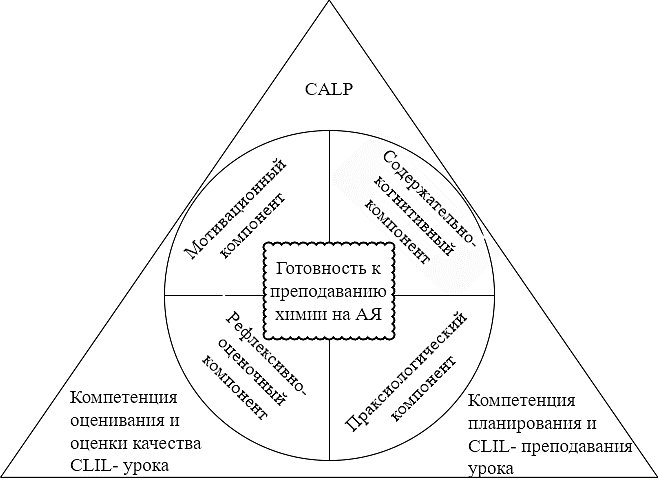 CALP
Мотивационный
компонент
Содержательно-
когнитивный
компонент
Готовность к
преподаванию
химии на АЯ
Рефлексивно-
оценочный
компонент
Праксиологический
компонент
Компетенция
оценивания и
оценки качества
CLIL- урока
Компетенция
планирования и
CLIL- преподавания
урока